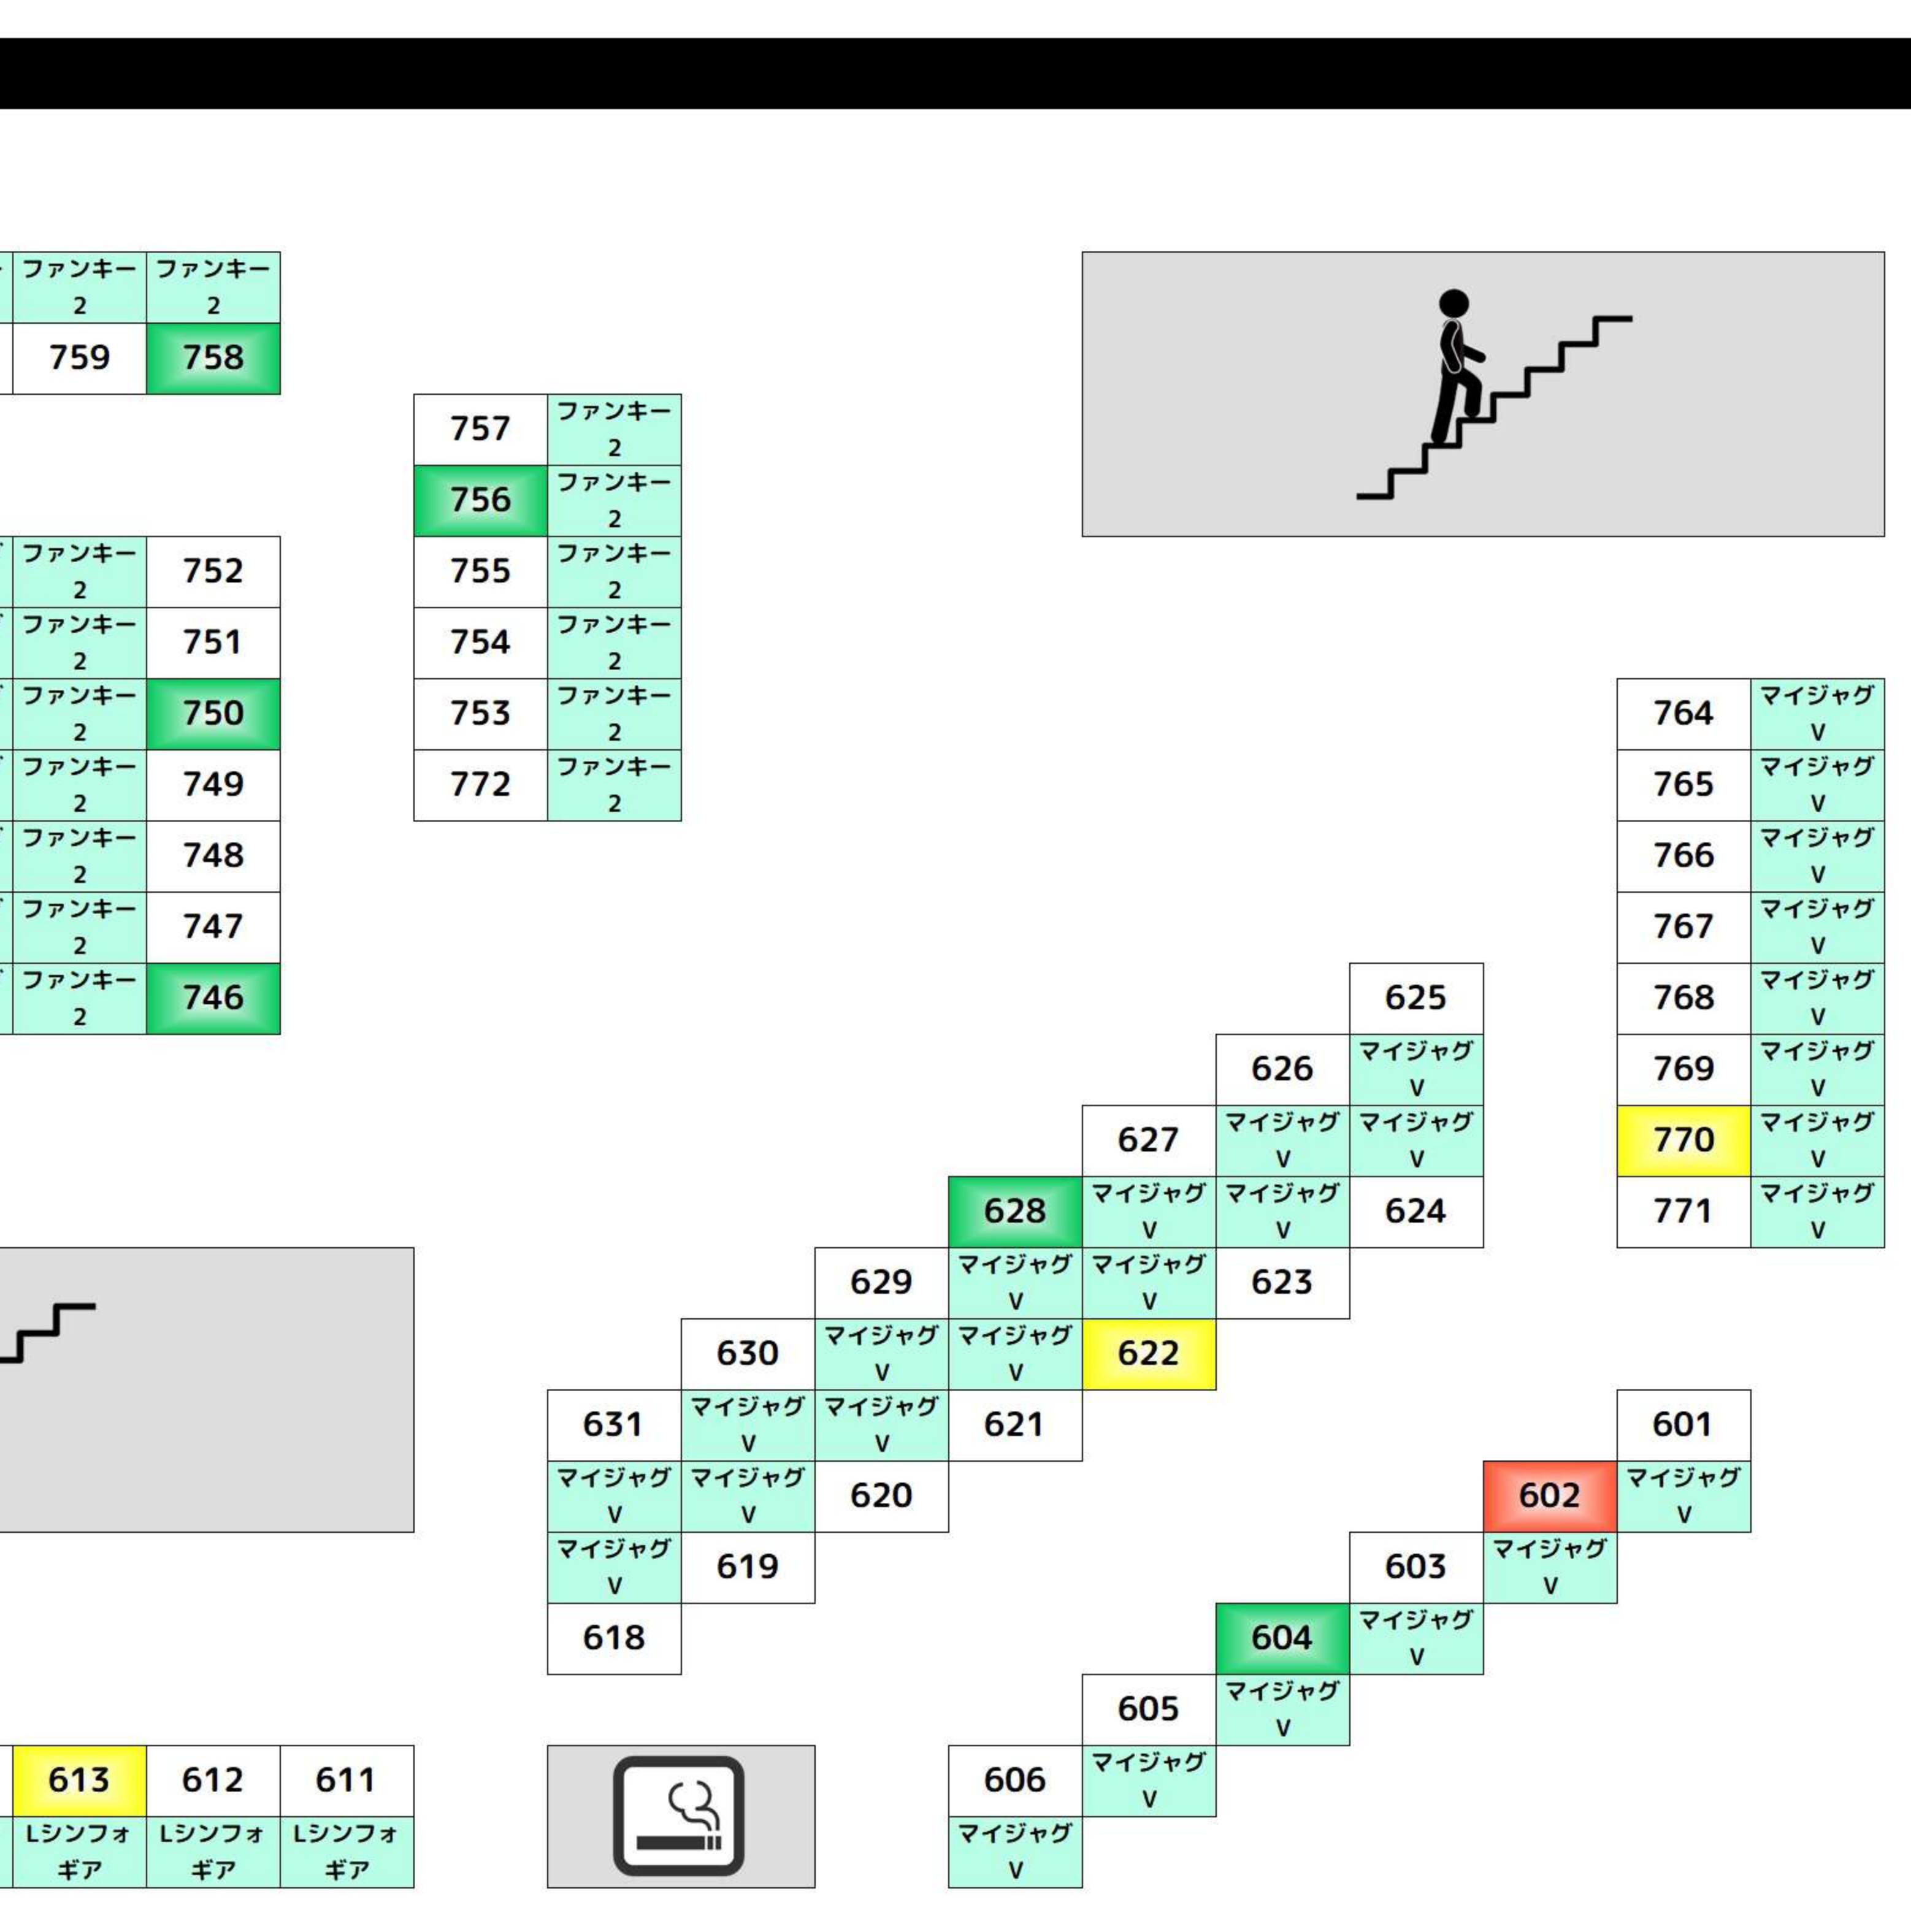 ファンキー
2
ファンキー
2
759
758
757
ファンキー
2
756
ファンキー
2
755
ファンキー
2
754
ファンキー
2
753
ファンキー
2
772
ファンキー
2
ファンキー
2
752
ファンキー
2
751
ファンキー
2
750
ファンキー
2
749
ファンキー
2
748
ファンキー
2
747
ファンキー
2
746
764
マイジャグ
V
765
マイジャグ
V
766
マイジャグ
V
767
マイジャグ
V
768
マイジャグ
V
769
マイジャグ
V
770
マイジャグ
V
771
マイジャグ
V
625
626
マイジャグ
V
627
マイジャグ
V
マイジャグ
V
628
マイジャグ
V
マイジャグ
V
624
629
マイジャグ
V
マイジャグ
V
623
630
マイジャグ
V
マイジャグ
V
622
631
マイジャグ
V
マイジャグ
V
621
マイジャグ
V
マイジャグ
V
620
マイジャグ
V
619
618
601
602
マイジャグ
V
603
マイジャグ
V
604
マイジャグ
V
605
マイジャグ
V
606
マイジャグ
V
マイジャグ
V
613
612
611
Lシンフォ
ギア
Lシンフォ
ギア
Lシンフォ
ギア